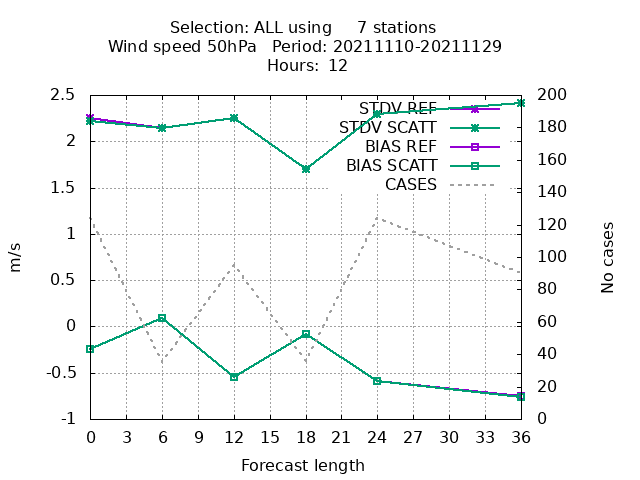 Selection: ALL using     7 stations
Wind speed 50hPa   Period: 20211110-20211129
Hours: 12
2.5
2
1.5
1
0.5
0
-0.5
-1
200
180
160
140
120
100
80
60
40
20
0
STDV REF
STDV SCATT
BIAS REF
BIAS SCATT
CASES
m/s
No cases
0 3 6 9 12 15 18 21 24 27 30 33 36
Forecast length